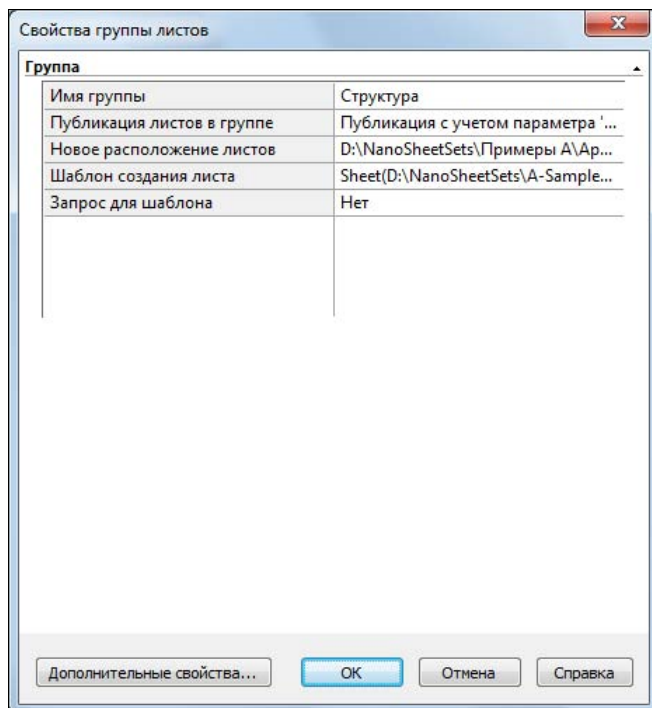 Свойства группы листов
Группа
Имя группы Структура
Публикация листов в группе Публикация с учетом параметра '...
Новое расположение листов D:\NanoSheetSets\Примеры А\Ар...
Шаблон создания листа Sheet(D:\NanoSheetSets\A-Sample...
Запрос для шаблона Нет
Дополнительные свойства... ОК Отмена Справка